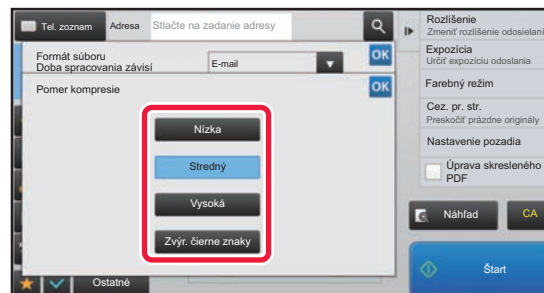 Tel. zoznam
Adresa
Stlačte na zadanie adresy
Formát súboru
Doba spracovania závisí
E-mail
OK
Pomer kompresie
OK
Nízka
Stredný
Vysoká
Zvýr. čierne znaky
Ostatné
Rozlíšenie
Zmeniť rozlíšenie odosielani
Expozícia
Určiť expozíciu odoslania
Farebný režim
Cez. pr. str.
Preskočiť prázdne originály
Nastavenie pozadia
Úprava skresleného
PDF
Náhľad
CA
Štart